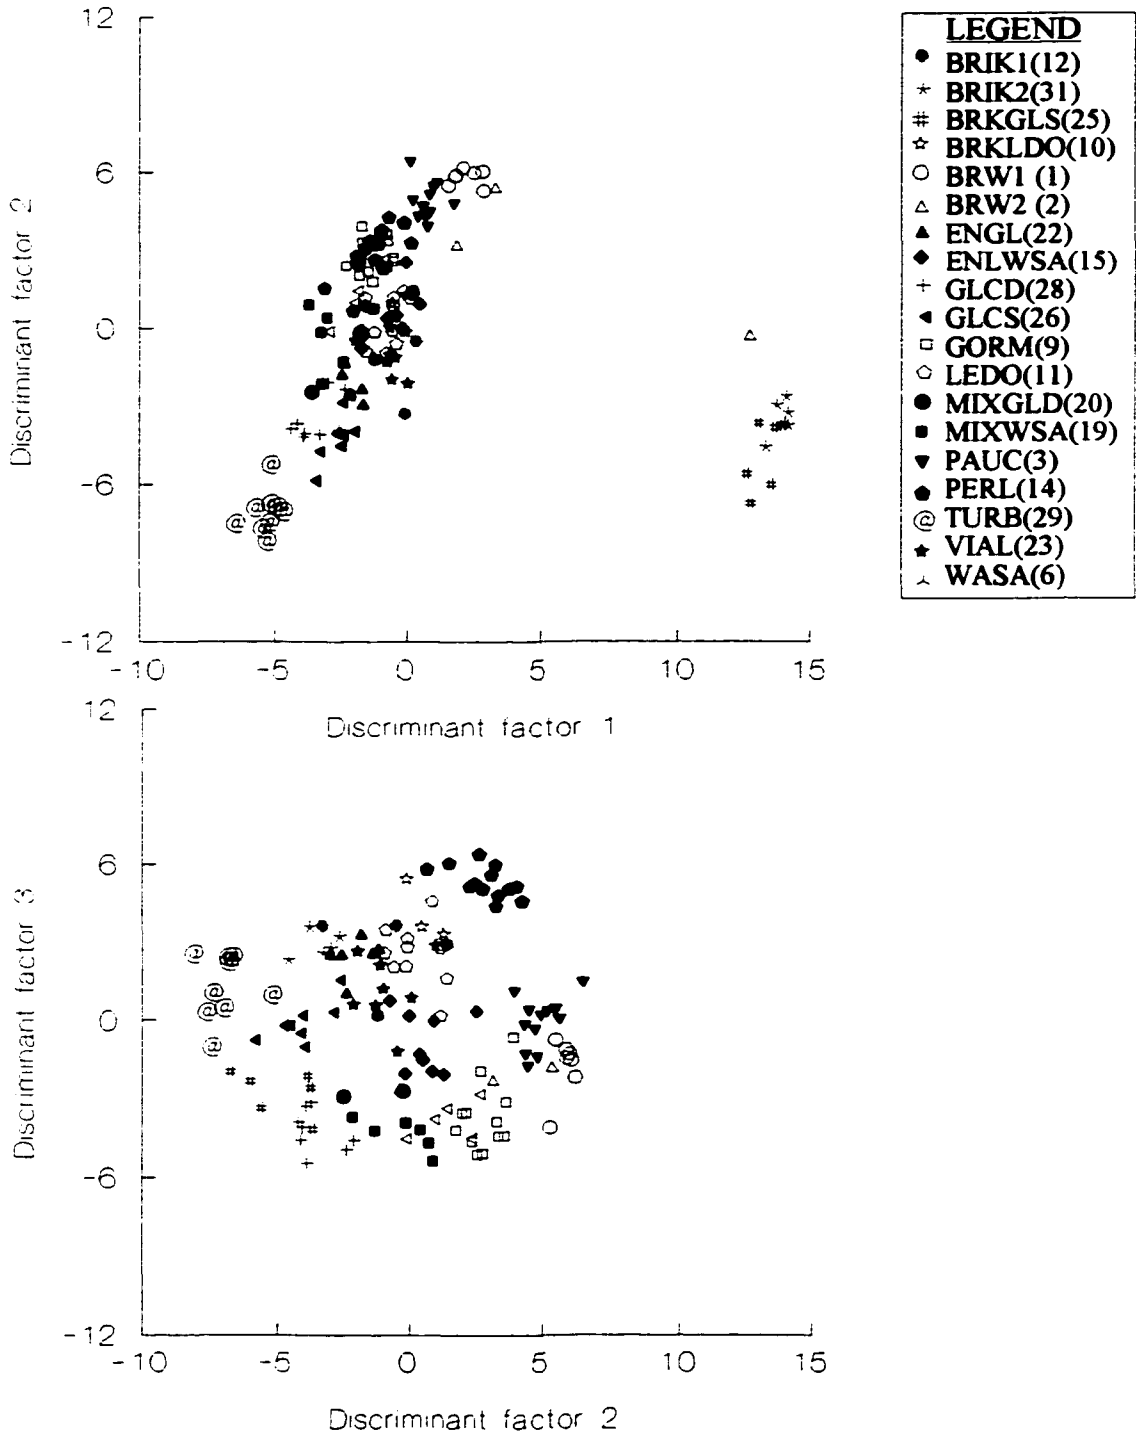 12
6
0
-6
-12
Discriminant factor 2
-10
-5
0
5
10
15
Discriminant factor 1
LEGEND
BRIK1(12)
BRIK2(31)
BRKGLS(25)
BRKLDO(10)
BRW1 (1)
BRW2 (2)
ENGL(22)
ENLWSA(15)
GLCD(28)
GLCS(26)
GORM(9)
LEDO(11)
MIXGLD(20)
MIXWSA(19)
PAUC(3)
PERL(14)
TURB(29)
VIAL(23)
WASA(6)
12
6
0
-6
-12
Discriminant factor 3
-10
-5
0
5
10
15
Discriminant factor 2